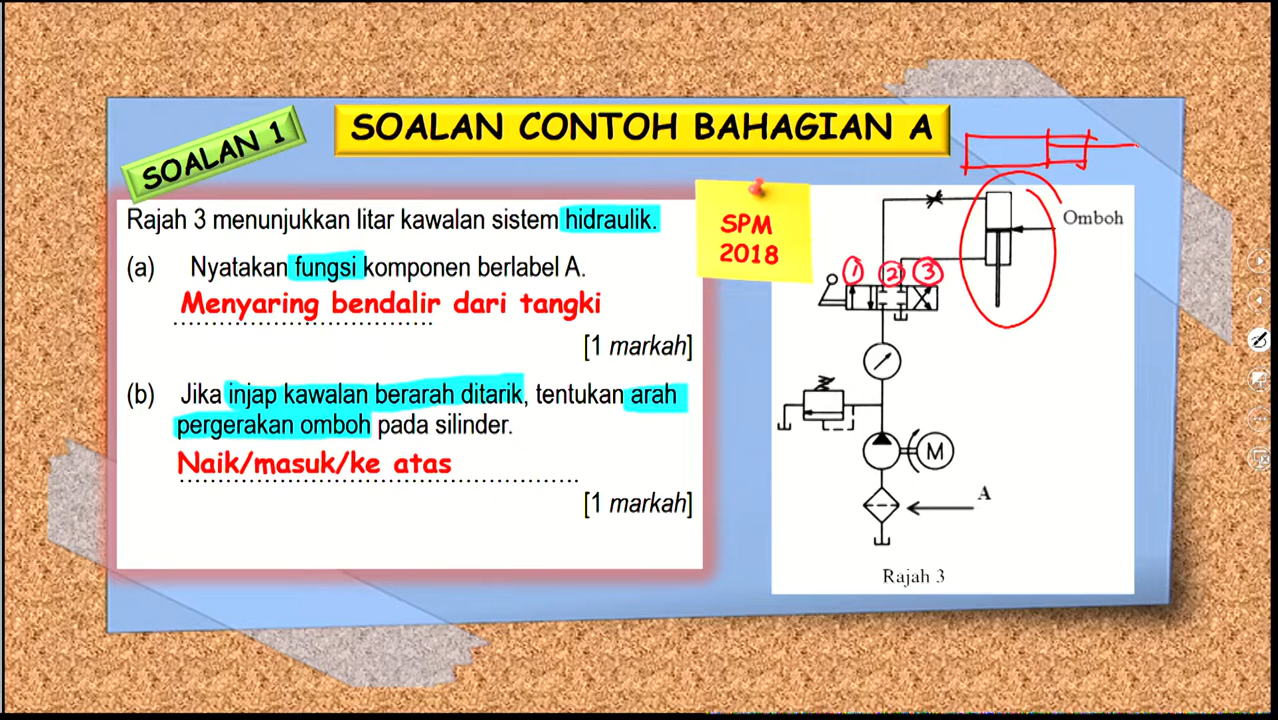 SOALAN 1
SOALAN CONTOH BAHAGIAN A
Rajah 3 menunjukkan litar kawalan sistem hidraulik.
(a) Nyatakan fungsi komponen berlabel A.
Menyaring bendalir dari tangki
[1 markah]
(b) Jika injap kawalan berarah ditarik, tentukan arah
pergerakan omboh pada silinder.
Naik/masuk/ke atas
[1 markah]
SPM
2018
Omboh
1 2 3
M
A
Rajah 3